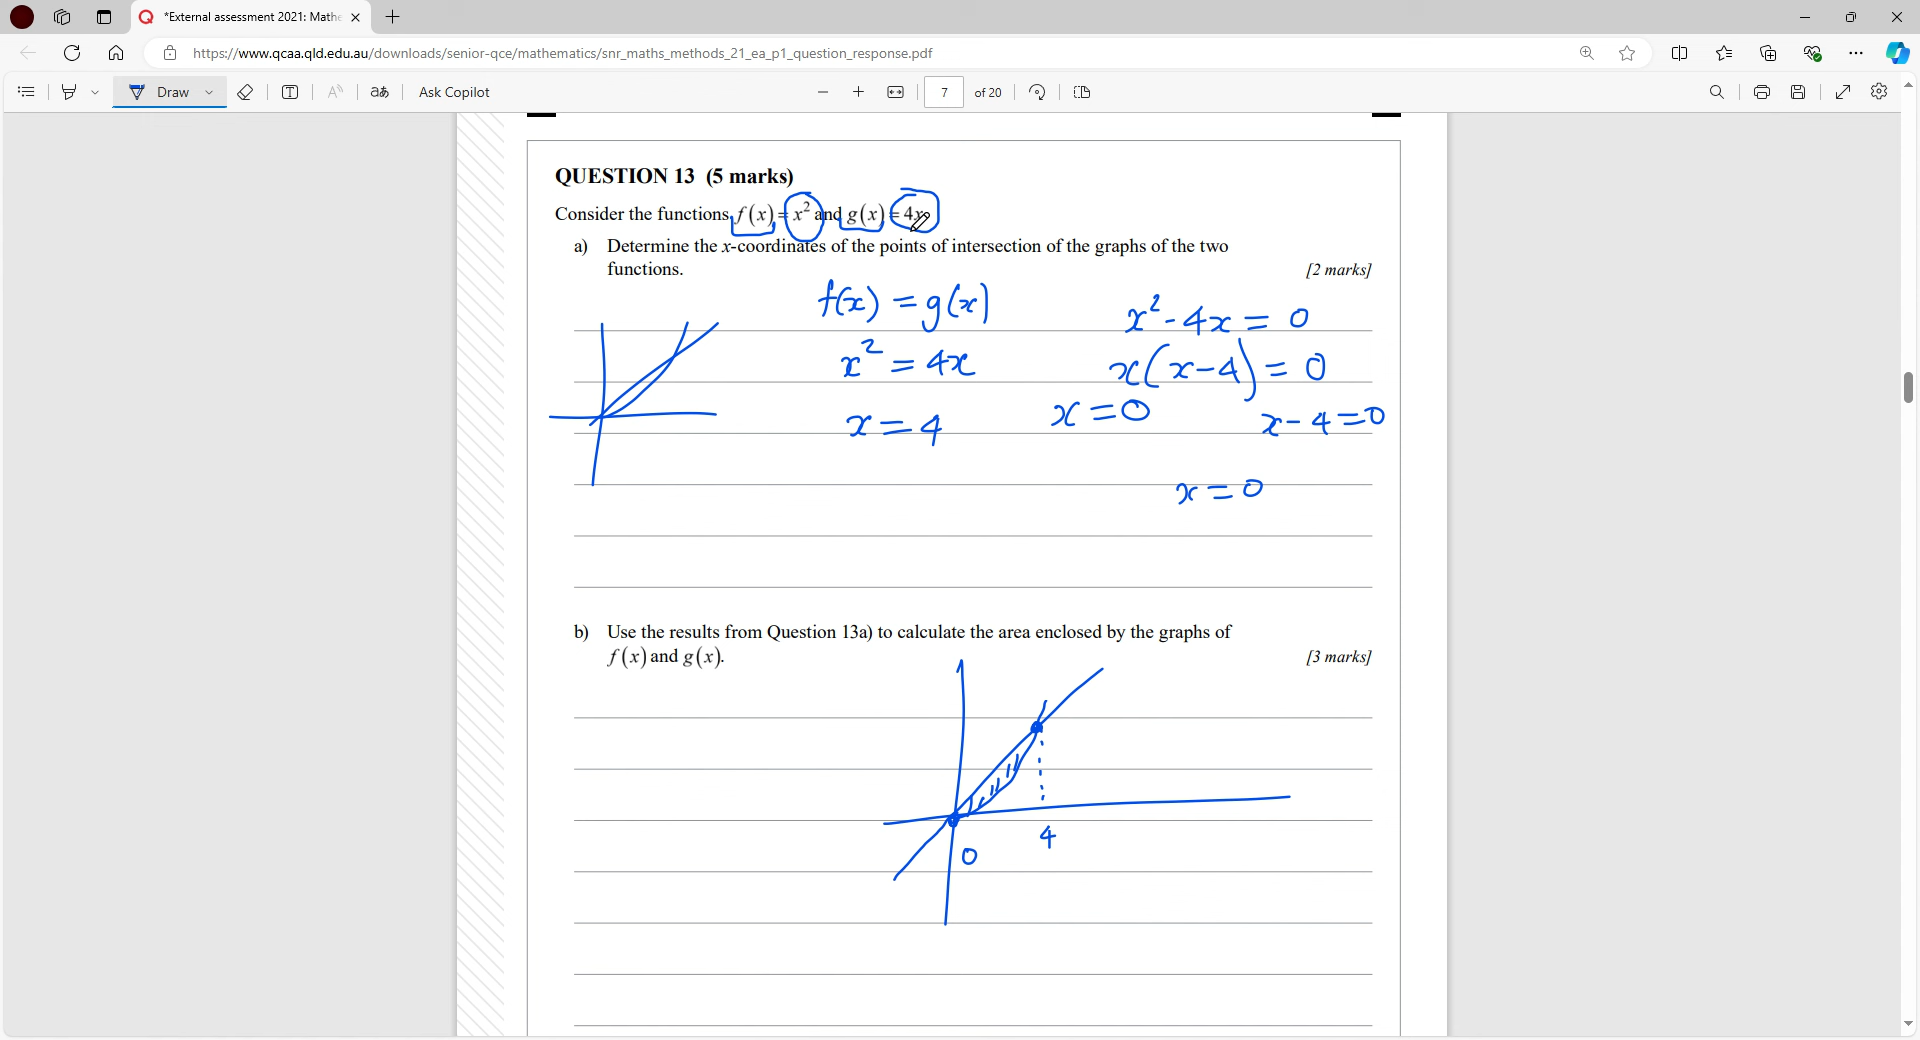 *External assessment 2021: Mathe
https://www.qcaa.qld.edu.au/downloads/senior-qce/mathematics/snr_maths_methods_21_ea_p1_question_response.pdf
Draw
Ask Copilot
7 of 20
QUESTION 13 (5 marks)
Consider the functions f(x) = x² and g(x) = 4x.
a) Determine the x-coordinates of the points of intersection of the graphs of the two
functions. [2 marks]
f(x) = g(x)
x² = 4x
x = 4
x² - 4x = 0
x(x-4) = 0
x = 0 x - 4 = 0
x = 0
b) Use the results from Question 13a) to calculate the area enclosed by the graphs of
f(x) and g(x). [3 marks]
0 4